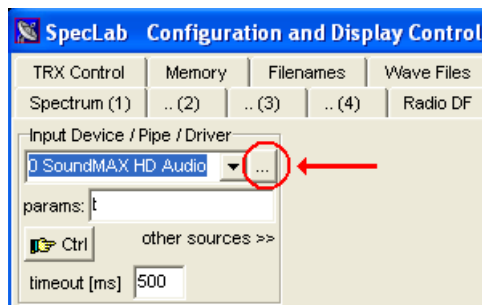 SpecLab Configuration and Display Control
TRX Control Memory Filenames Wave Files
Spectrum (1) .. (2) .. (3) .. (4) Radio DF
Input Device / Pipe / Driver
0 SoundMAX HD Audio ...
params: t
Ctrl other sources >>
timeout [ms] 500